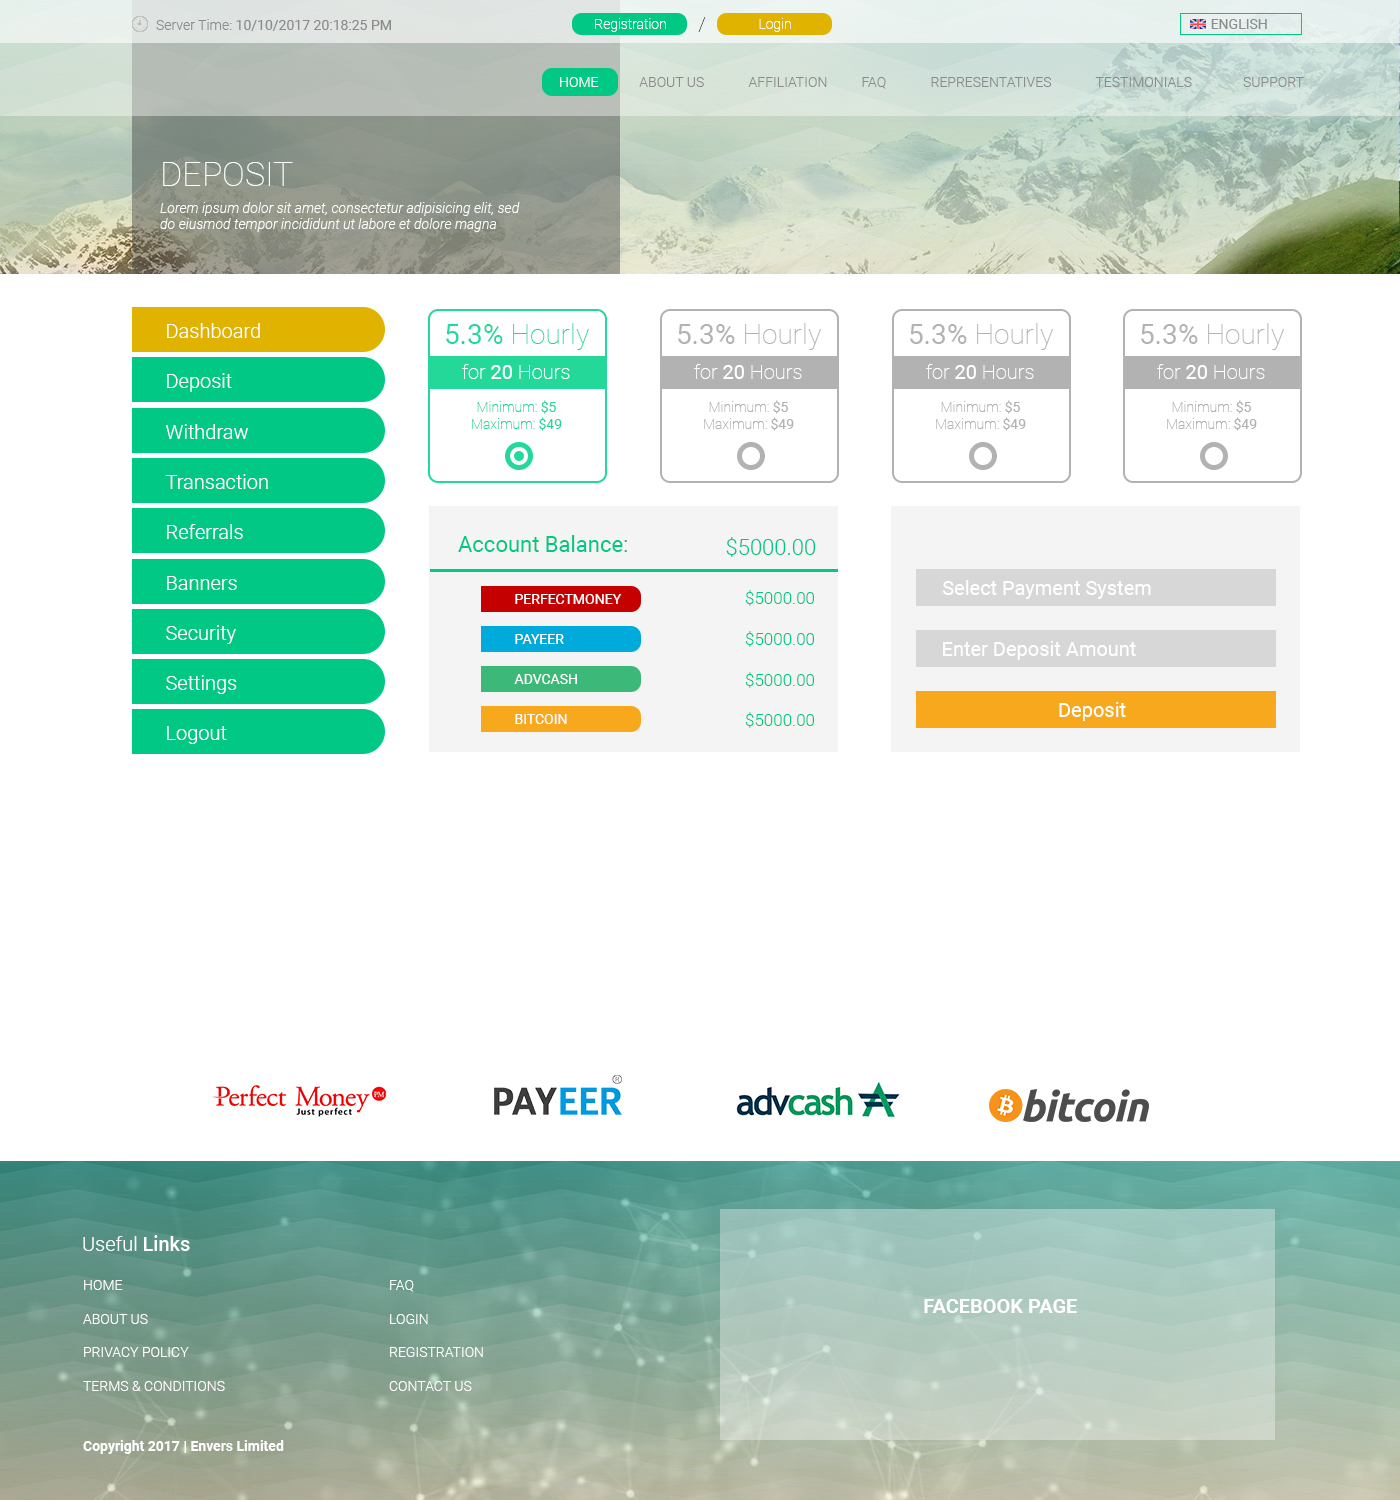 Server Time: 10/10/2017 20:18:25 PM
Registration / Login
ENGLISH
HOME ABOUT US AFFILIATION FAQ REPRESENTATIVES TESTIMONIALS SUPPORT
DEPOSIT
Lorem ipsum dolor sit amet, consectetur adipisicing elit, sed
do eiusmod tempor incididunt ut labore et dolore magna
Dashboard
Deposit
Withdraw
Transaction
Referrals
Banners
Security
Settings
Logout
5.3% Hourly
for 20 Hours
Minimum: $5
Maximum: $49
5.3% Hourly
for 20 Hours
Minimum: $5
Maximum: $49
5.3% Hourly
for 20 Hours
Minimum: $5
Maximum: $49
5.3% Hourly
for 20 Hours
Minimum: $5
Maximum: $49
Account Balance: $5000.00
PERFECTMONEY $5000.00
PAYEER $5000.00
ADVCASH $5000.00
BITCOIN $5000.00
Select Payment System
Enter Deposit Amount
Deposit
Perfect Money PM
Just perfect
PAYEER®
advcash
bitcoin
Useful Links
HOME
ABOUT US
PRIVACY POLICY
TERMS & CONDITIONS
FAQ
LOGIN
REGISTRATION
CONTACT US
FACEBOOK PAGE
Copyright 2017 | Envers Limited